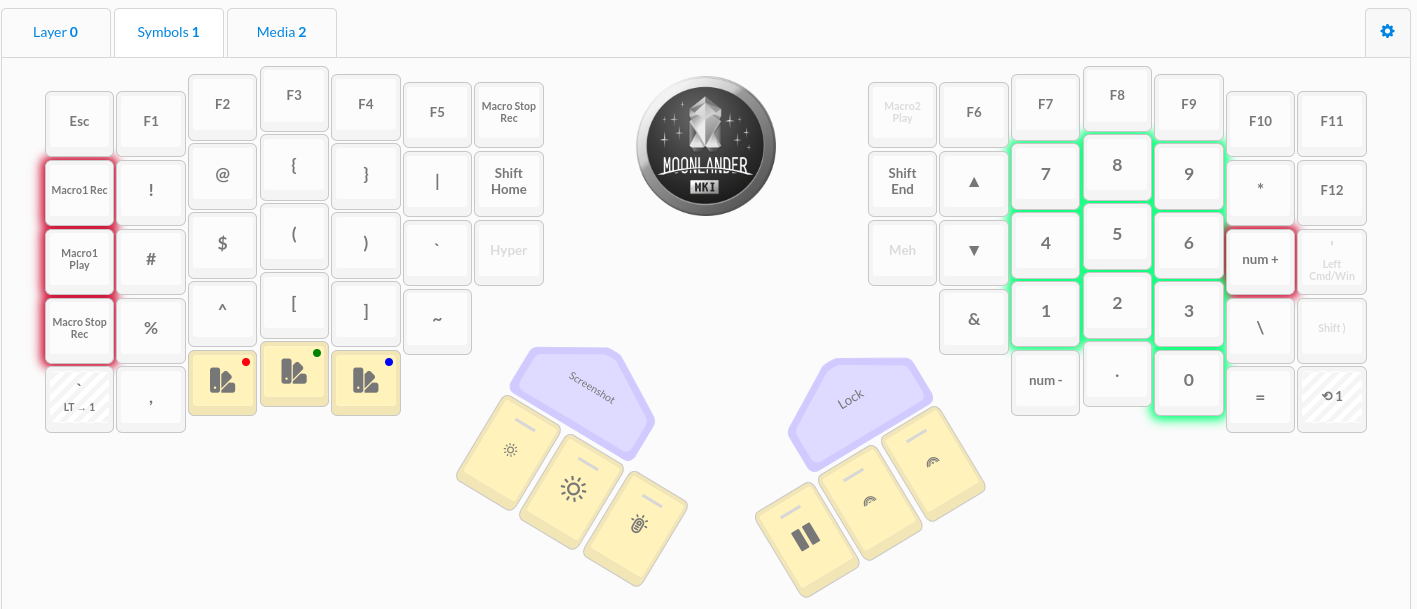 Layer 0
Symbols 1
Media 2
Esc
F1
F2
F3
F4
F5
Macro Stop
Rec
Macro2
Play
F6
F7
F8
F9
F10
F11
Macro1 Rec
!
@
{
}
|
Shift
Home
Shift
End
▲
7
8
9
*
F12
Macro1
Play
#
$
(
)
`
Hyper
Meh
▼
4
5
6
num +
'
Left
Cmd/Win
Macro Stop
Rec
%
^
[
]
~
&
1
2
3
\
Shift )
`
LT → 1
,
num -
.
0
=
⟲ 1
Screenshot
Lock
MOONLANDER
MK I